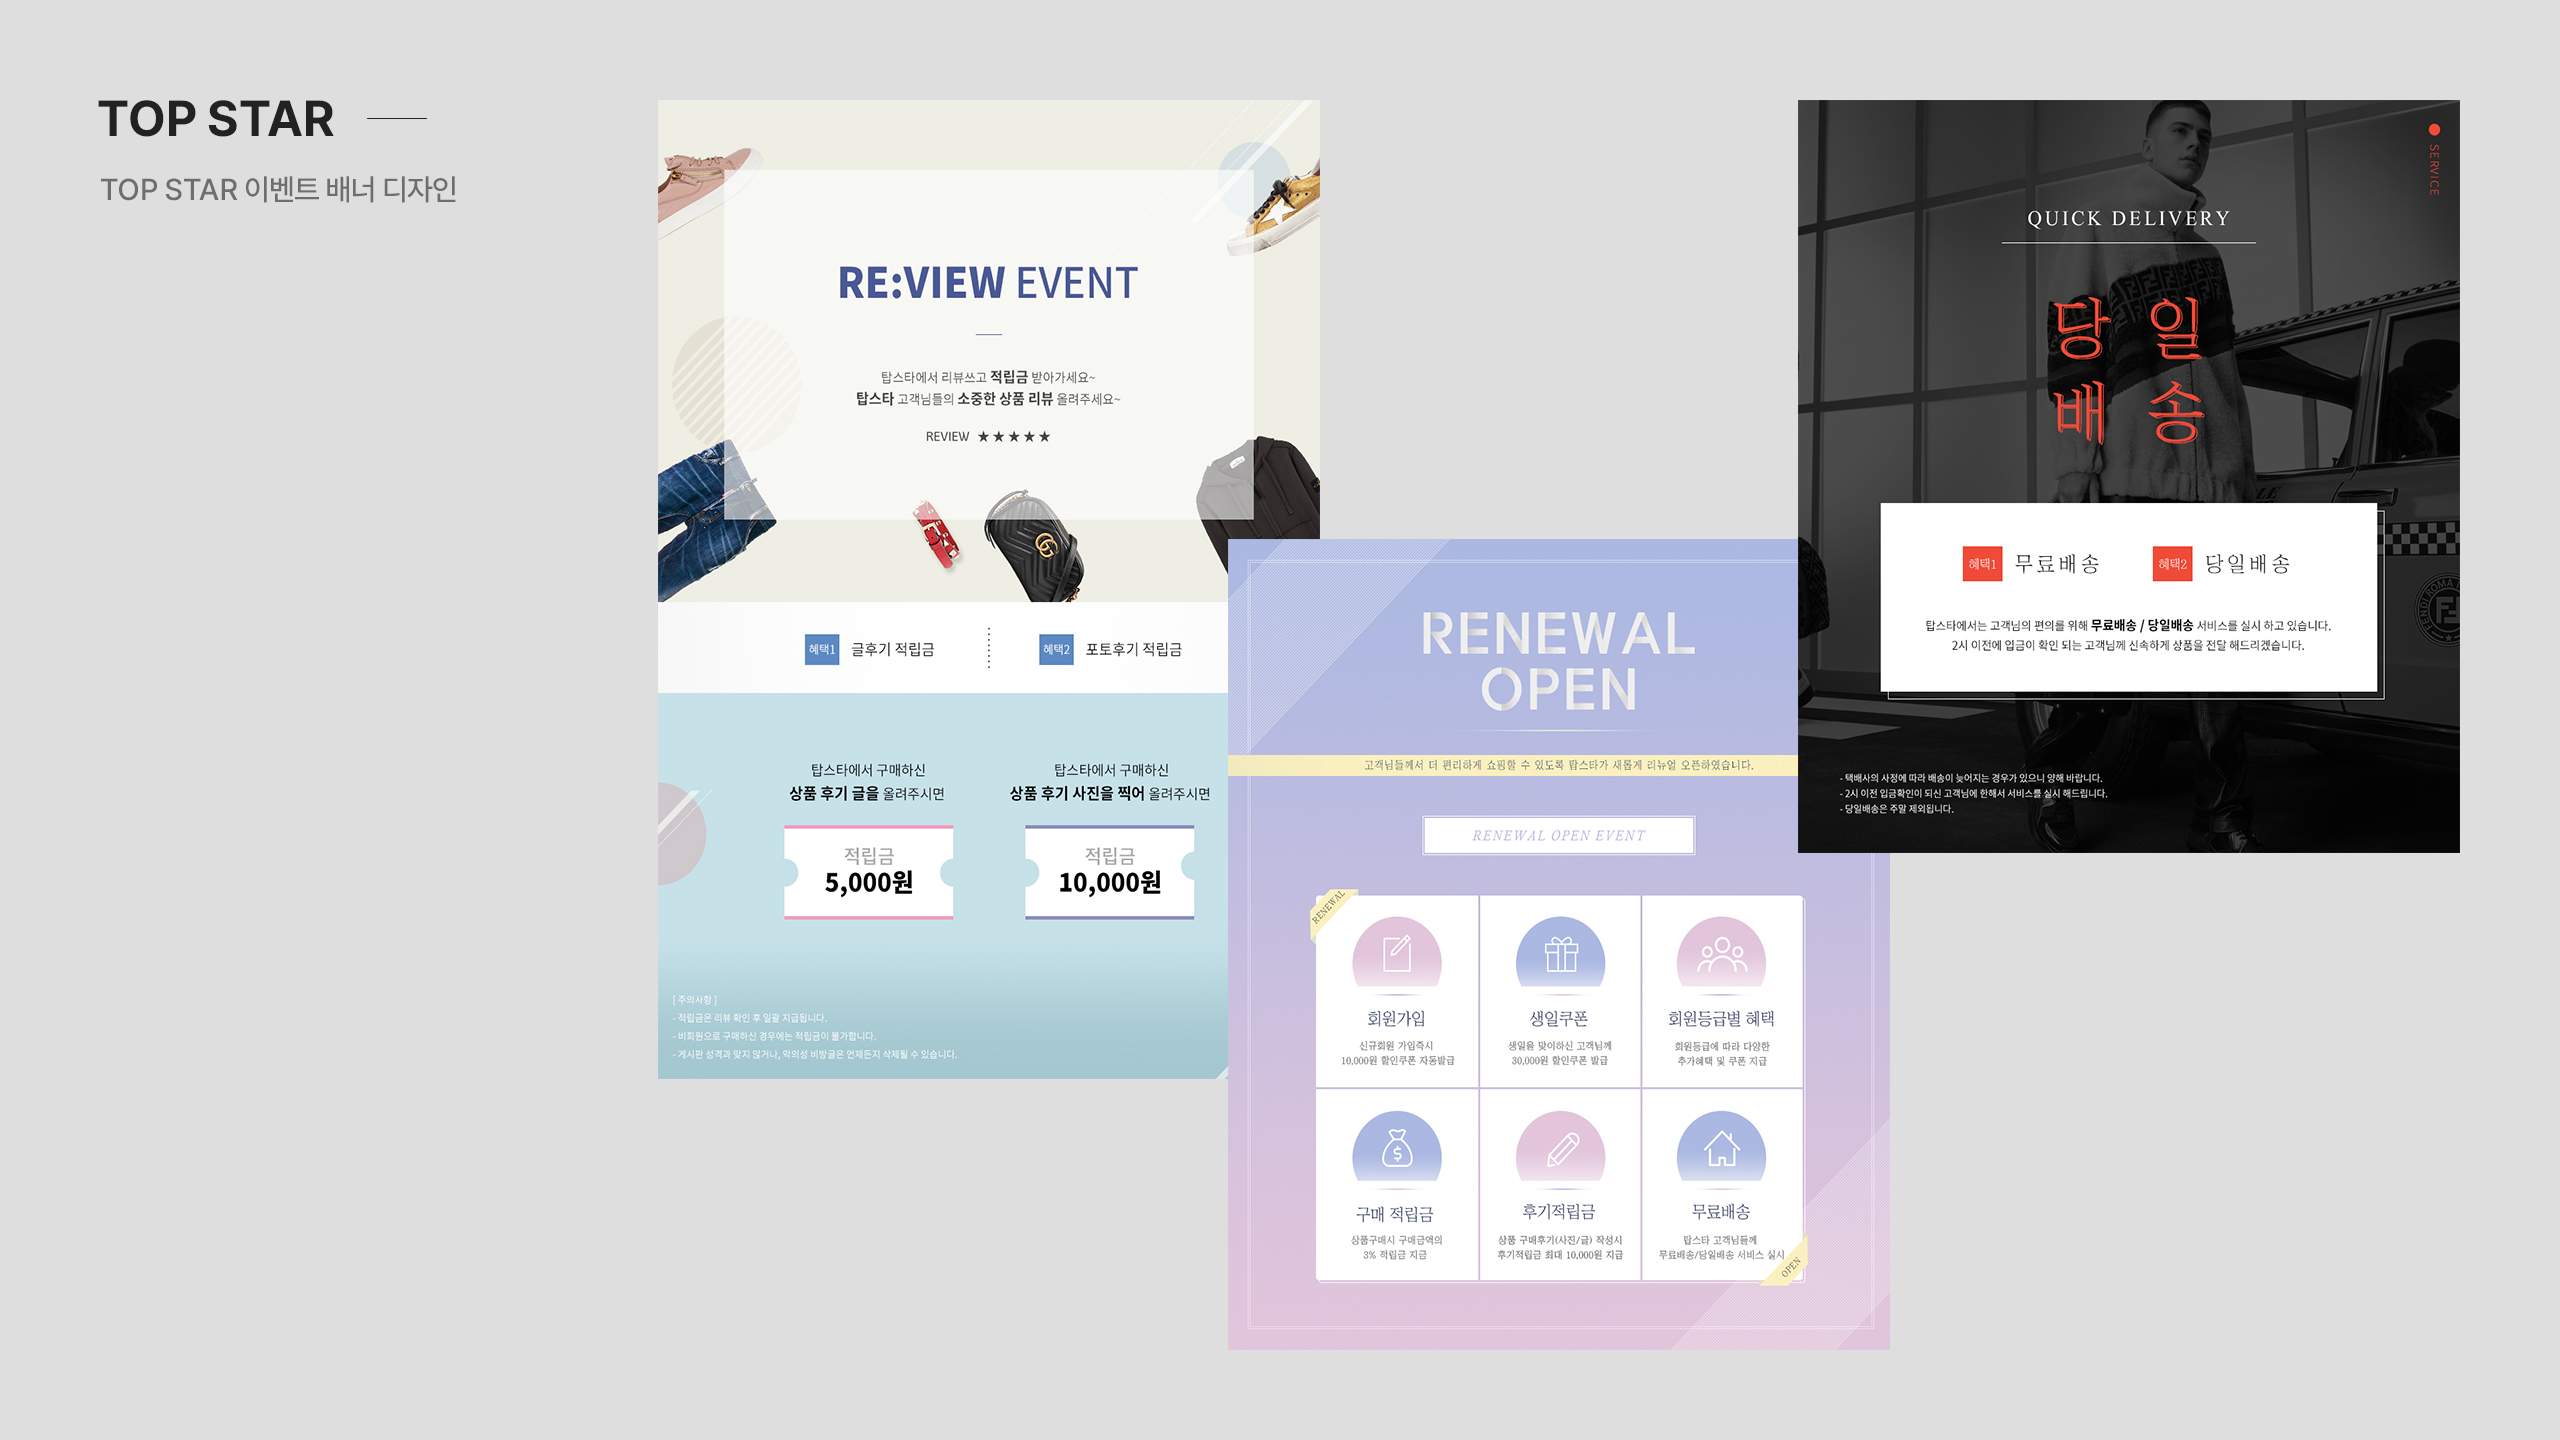 TOP STAR
TOP STAR 이벤트 배너 디자인
RE:VIEW EVENT
탑스타에서 리뷰쓰고 적립금 받아가세요~
탑스타 고객님들의 소중한 상품 리뷰 올려주세요~
REVIEW ★★★★★
혜택1 글후기 적립금
혜택2 포토후기 적립금
탑스타에서 구매하신
상품 후기 글을 올려주시면
적립금
5,000원
탑스타에서 구매하신
상품 후기 사진을 찍어 올려주시면
적립금
10,000원
[ 주의사항 ]
- 적립금은 리뷰 확인 후 일괄 지급됩니다.
- 비회원으로 구매하신 경우에는 적립금이 불가합니다.
- 게시판 성격과 맞지 않거나, 악의성 비방글은 언제든지 삭제될 수 있습니다.
RENEWAL
OPEN
고객님들께서 더 편리하게 쇼핑할 수 있도록 탑스타가 새롭게 리뉴얼 오픈하였습니다.
RENEWAL OPEN EVENT
RENEWAL
회원가입
신규회원 가입즉시
10,000원 할인쿠폰 자동발급
생일쿠폰
생일을 맞이하신 고객님께
30,000원 할인쿠폰 발급
회원등급별 혜택
회원등급에 따라 다양한
추가혜택 및 쿠폰 지급
구매 적립금
상품구매시 구매금액의
3% 적립금 지급
후기적립금
상품 구매후기(사진/글) 작성시
후기적립금 최대 10,000원 지급
무료배송
탑스타 고객님들께
무료배송/당일배송 서비스 실시
OPEN
SERVICE
QUICK DELIVERY
당일
배송
혜택1 무료배송
혜택2 당일배송
탑스타에서는 고객님의 편의를 위해 무료배송 / 당일배송 서비스를 실시 하고 있습니다.
2시 이전에 입금이 확인 되는 고객님께 신속하게 상품을 전달 해드리겠습니다.
- 택배사의 사정에 따라 배송이 늦어지는 경우가 있으니 양해 바랍니다.
- 2시 이전 입금확인이 되신 고객님에 한해서 서비스를 실시 해드립니다.
- 당일배송은 주말 제외됩니다.